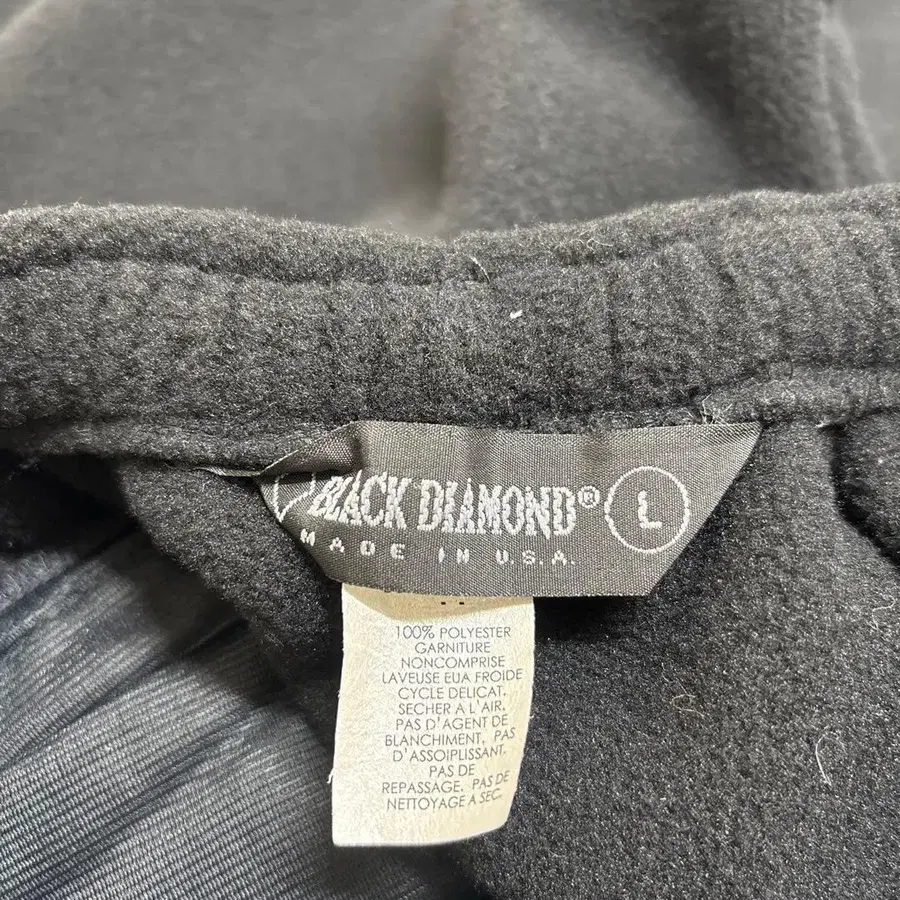 BLACK DIAMOND® L
MADE IN U.S.A.
100% POLYESTER
GARNITURE
NONCOMPRISE
LAVEUSE EUA FROIDE
CYCLE DELICAT.
SECHER A L'AIR.
PAS D'AGENT DE
BLANCHIMENT. PAS
D'ASSOIPLISSANT.
PAS DE
REPASSAGE. PAS DE
NETTOYAGE A SEC.